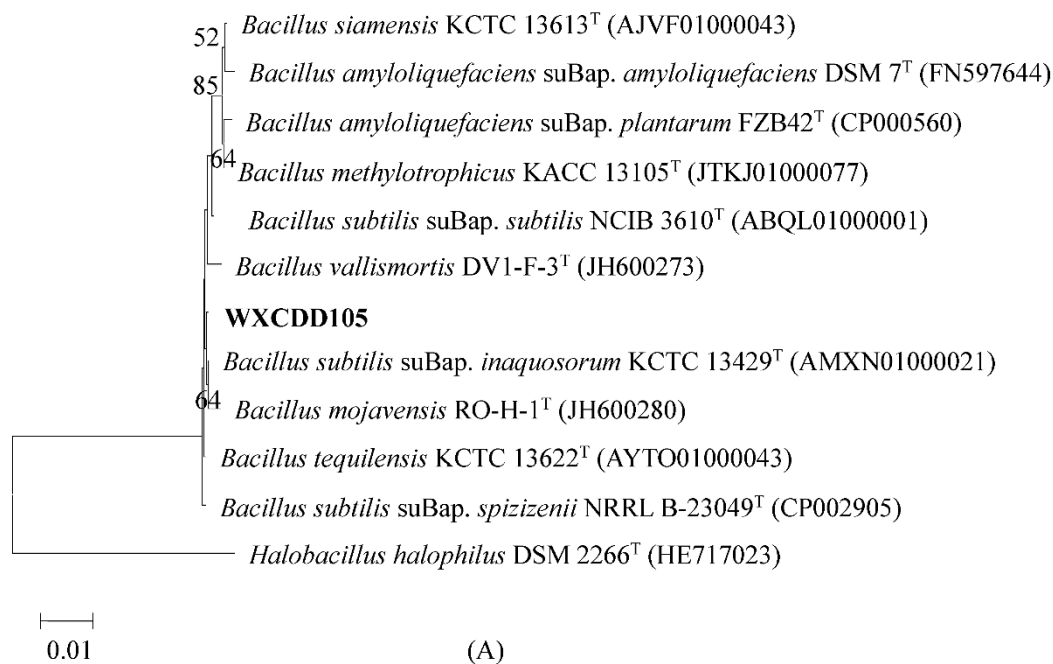 Bacillus siamensis KCTC 13613T (AJVF01000043)
52
Bacillus amyloliquefaciens suBap. amyloliquefaciens DSM 7T (FN597644)
85
Bacillus amyloliquefaciens suBap. plantarum FZB42T (CP000560)
64
Bacillus methylotrophicus KACC 13105T (JTKJ01000077)
Bacillus subtilis suBap. subtilis NCIB 3610T (ABQL01000001)
Bacillus vallismortis DV1-F-3T (JH600273)
WXCDD105
Bacillus subtilis suBap. inaquosorum KCTC 13429T (AMXN01000021)
64
Bacillus mojavensis RO-H-1T (JH600280)
Bacillus tequilensis KCTC 13622T (AYTO01000043)
Bacillus subtilis suBap. spizizenii NRRL B-23049T (CP002905)
Halobacillus halophilus DSM 2266T (HE717023)
0.01
(A)